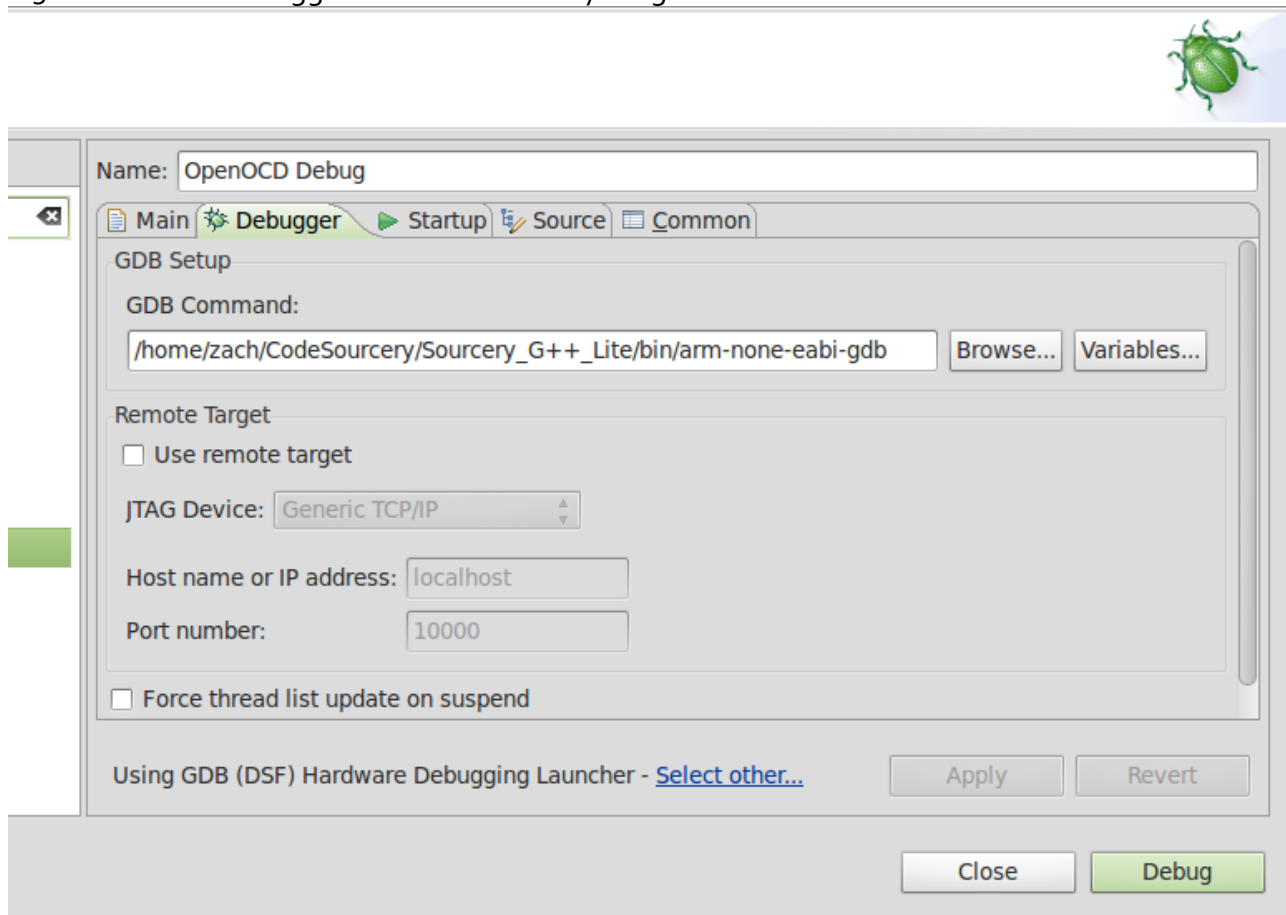 Name: OpenOCD Debug
Main Debugger Startup Source Common
GDB Setup
GDB Command:
/home/zach/CodeSourcery/Sourcery_G++_Lite/bin/arm-none-eabi-gdb Browse... Variables...
Remote Target
Use remote target
JTAG Device: Generic TCP/IP
Host name or IP address: localhost
Port number: 10000
Force thread list update on suspend
Using GDB (DSF) Hardware Debugging Launcher - Select other... Apply Revert
Close Debug